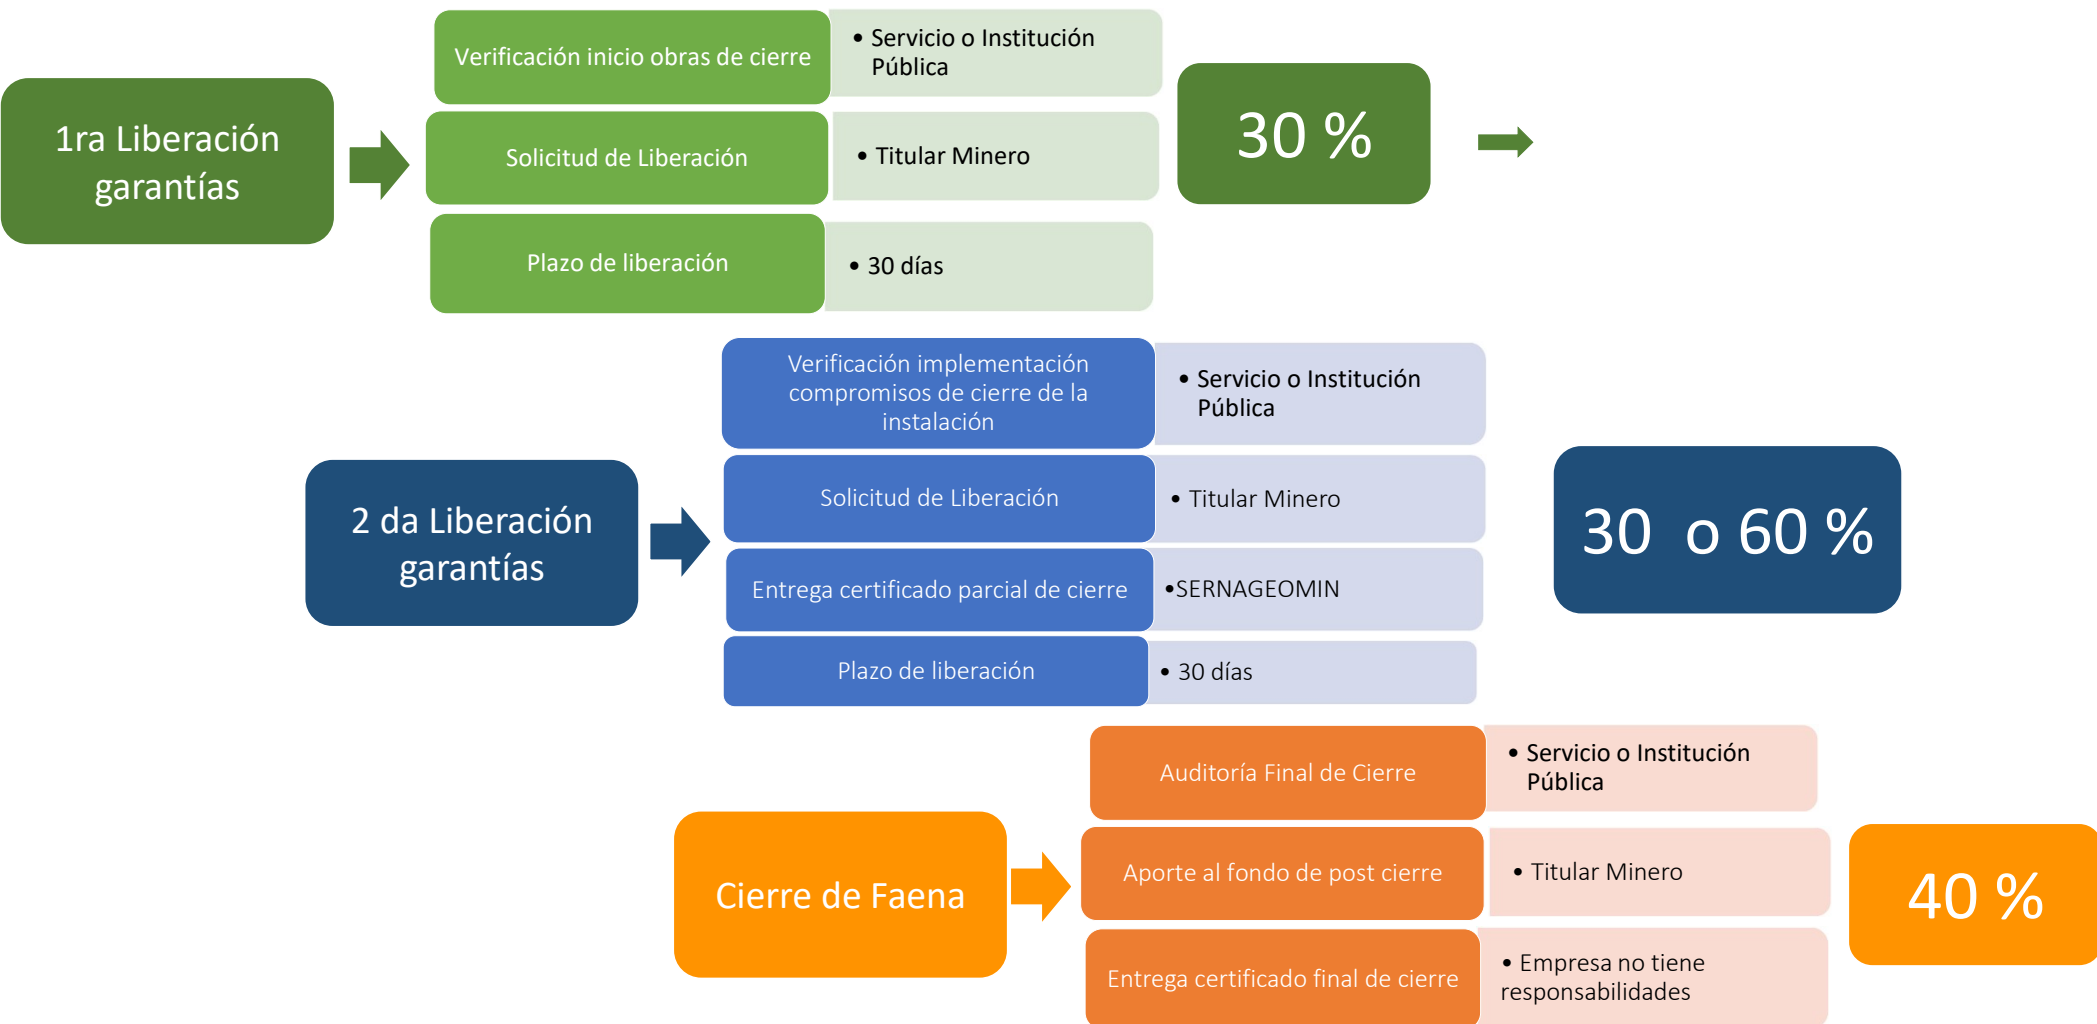 1ra Liberación
garantías
Verificación inicio obras de cierre
• Servicio o Institución
Pública
Solicitud de Liberación
• Titular Minero
Plazo de liberación
• 30 días
30 %
2 da Liberación
garantías
Verificación implementación
compromisos de cierre de la
instalación
• Servicio o Institución
Pública
Solicitud de Liberación
• Titular Minero
Entrega certificado parcial de cierre
•SERNAGEOMIN
Plazo de liberación
• 30 días
30 o 60 %
Cierre de Faena
Auditoría Final de Cierre
• Servicio o Institución
Pública
Aporte al fondo de post cierre
• Titular Minero
Entrega certificado final de cierre
• Empresa no tiene
responsabilidades
40 %